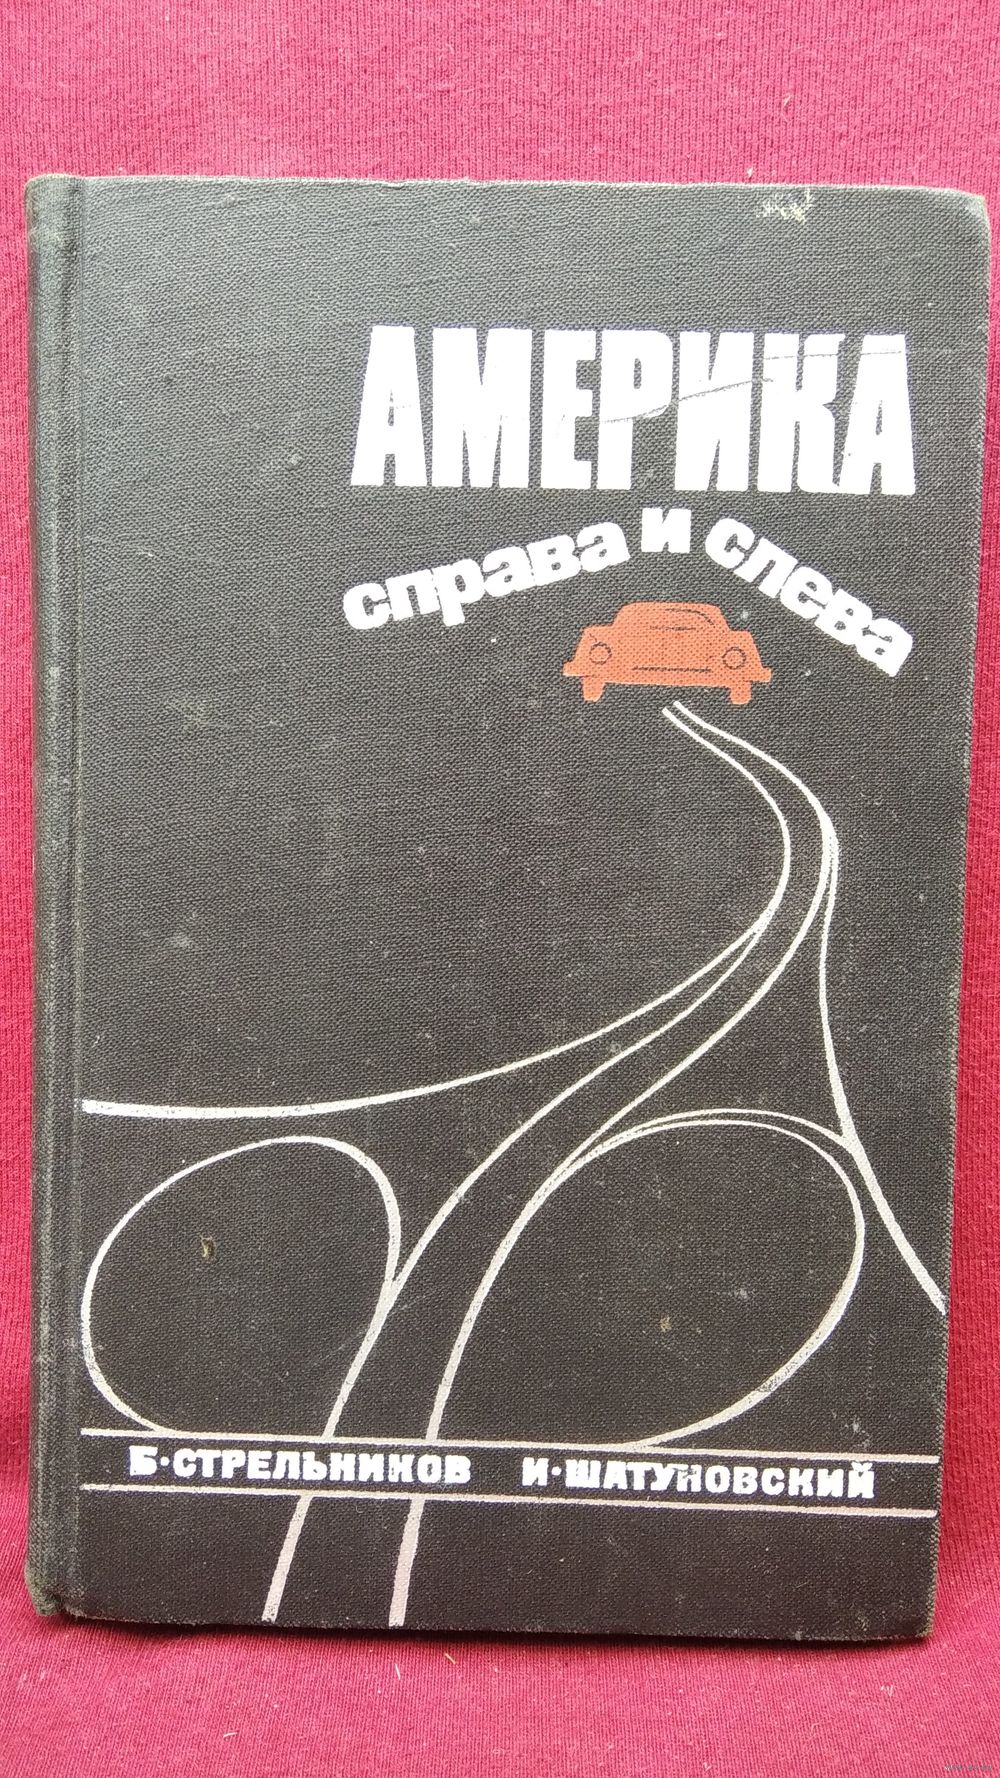 АМЕРИКА
справа и слева
Б·СТРЕЛЬНИКОВ И·ШАТУНОВСКИЙ